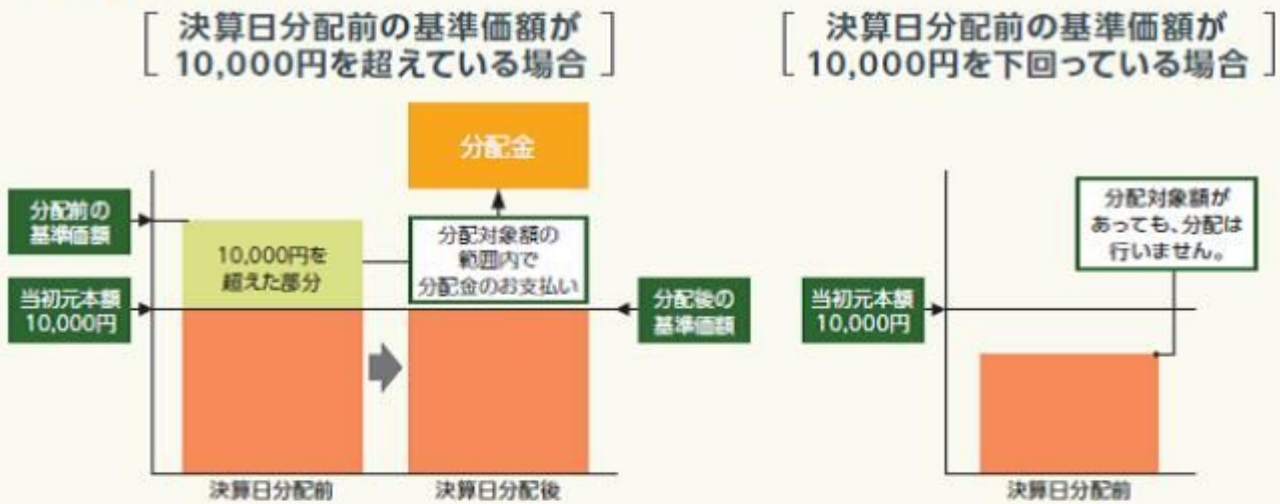 決算日分配前の基準価額が
10,000円を超えている場合
分配金
分配前の
基準価額
10,000円を
超えた部分
分配対象額の
範囲内で
分配金のお支払い
当初元本額
10,000円
分配後の
基準価額
決算日分配前
決算日分配後
決算日分配前の基準価額が
10,000円を下回っている場合
分配対象額が
あっても、分配は
行いません。
当初元本額
10,000円
決算日分配前